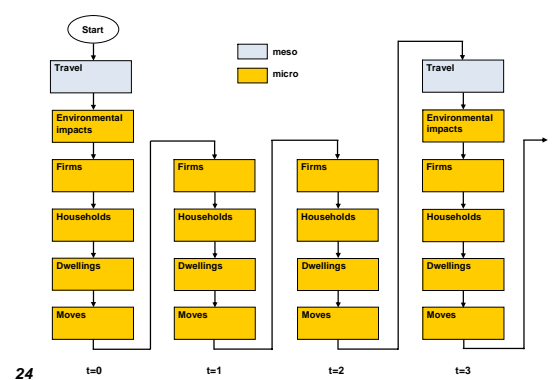 Start
meso
micro
Travel
Environmental
impacts
Firms
Households
Dwellings
Moves
Firms
Households
Dwellings
Moves
Firms
Households
Dwellings
Moves
Travel
Environmental
impacts
Firms
Households
Dwellings
Moves
24
t=0
t=1
t=2
t=3